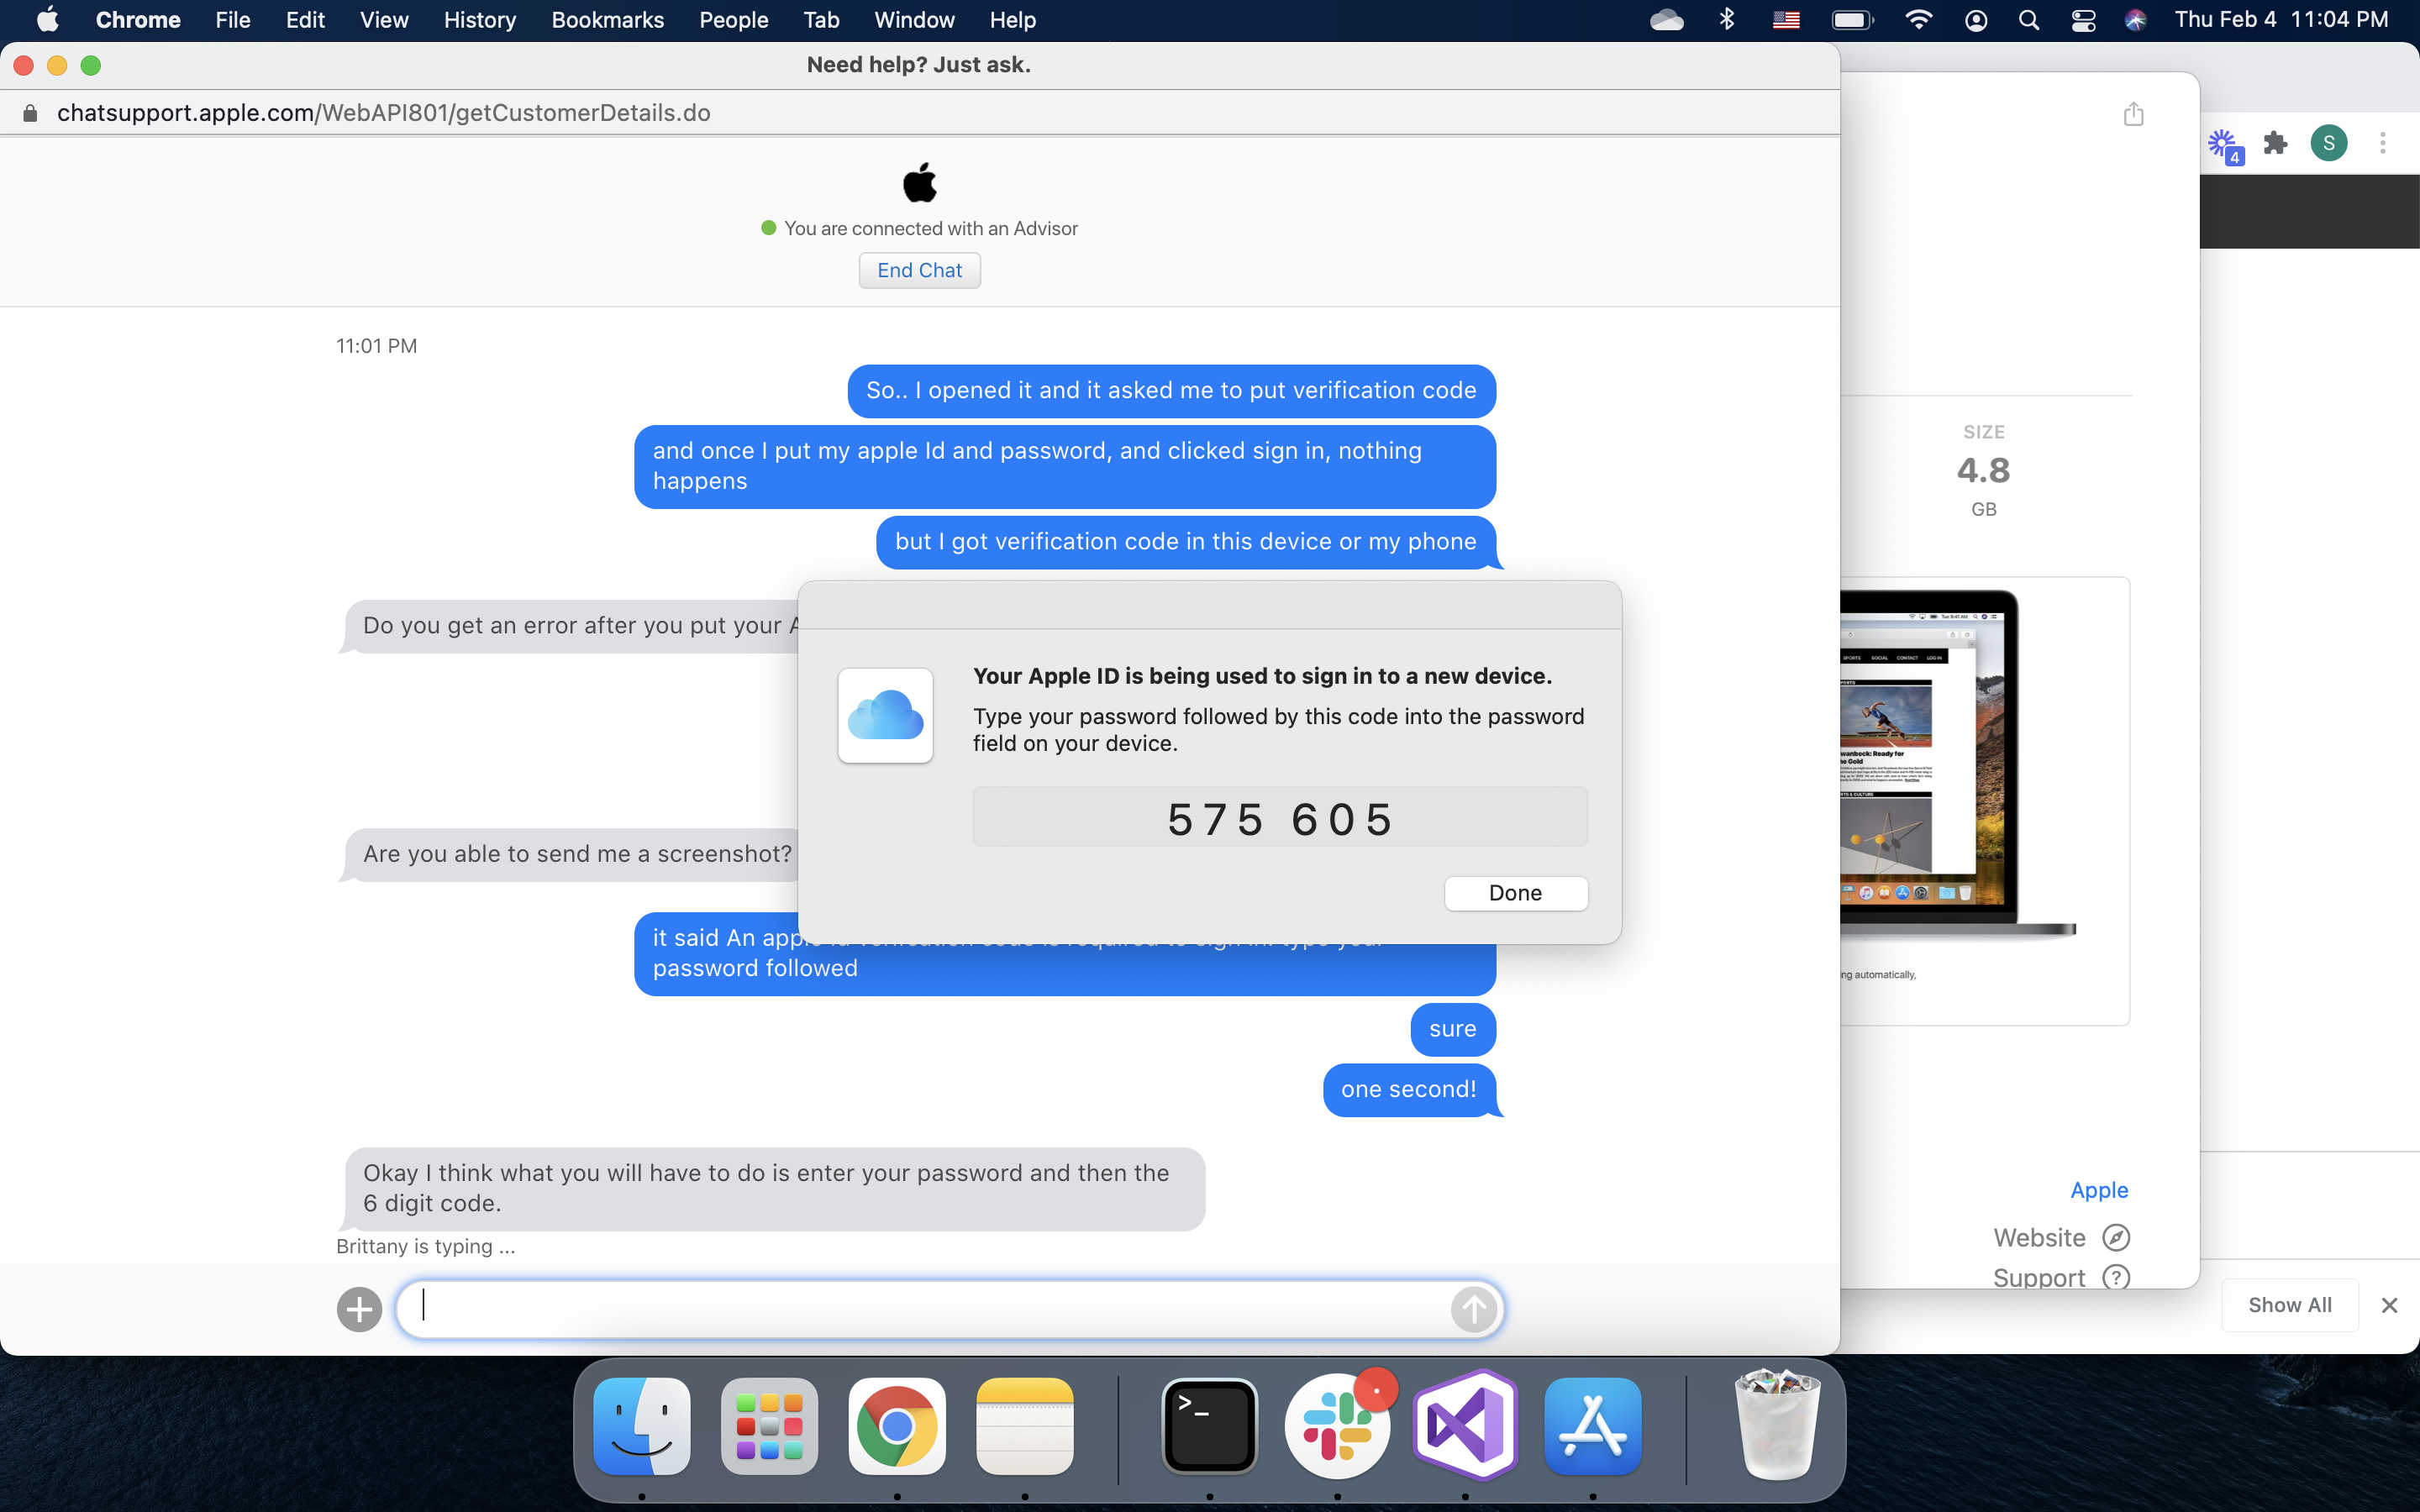 Chrome File Edit View History Bookmarks People Tab Window Help Thu Feb 4 11:04 PM
Need help? Just ask.
chatsupport.apple.com/WebAPI801/getCustomerDetails.do
You are connected with an Advisor
End Chat
11:01 PM
So.. I opened it and it asked me to put verification code
and once I put my apple Id and password, and clicked sign in, nothing
happens
but I got verification code in this device or my phone
Do you get an error after you put your
Are you able to send me a screenshot?
it said An
password followed
sure
one second!
Okay I think what you will have to do is enter your password and then the
6 digit code.
Brittany is typing ...
Your Apple ID is being used to sign in to a new device.
Type your password followed by this code into the password
field on your device.
575 605
Done
4
S
SIZE
4.8
GB
SPORTS SOCIAL CONTACT LOG IN
ng automatically,
Apple
Website
Support ?
Show All
>_